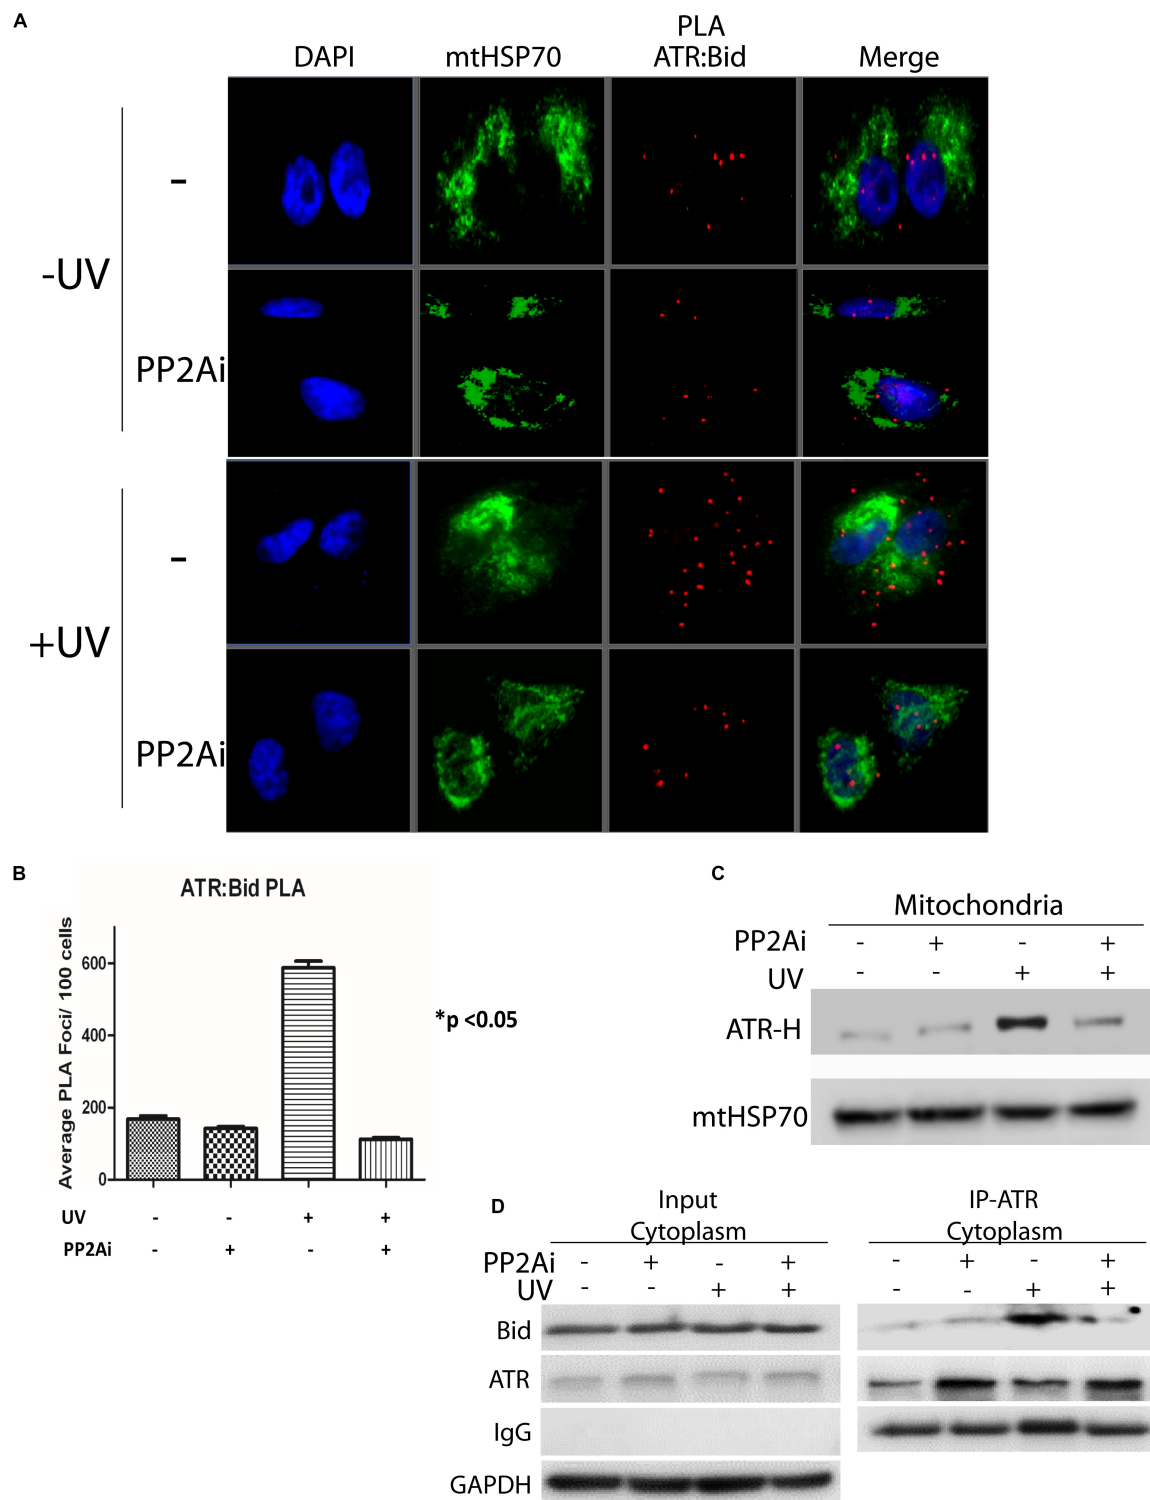 A
DAPI mtHSP70 PLA ATR:Bid Merge
-UV
-
PP2Ai
+UV
-
PP2Ai
B
ATR:Bid PLA
Average PLA Foci/ 100 cells
600
400
200
0
*p <0.05
UV - - + +
PP2Ai - + - +
C
Mitochondria
PP2Ai - + - +
UV - - + +
ATR-H
mtHSP70
D
Input Cytoplasm
IP-ATR Cytoplasm
PP2Ai - + - + - + - +
UV - - + + - - + +
Bid
ATR
IgG
GAPDH